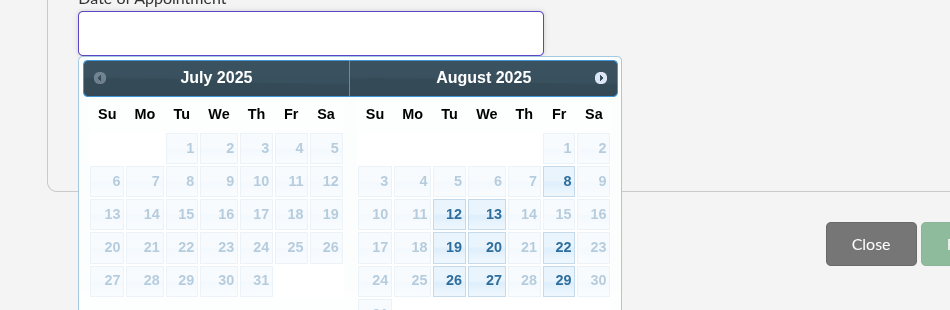 Date of Appointment
July 2025 August 2025
Su Mo Tu We Th Fr Sa Su Mo Tu We Th Fr Sa
1 2 3 4 5 1 2
6 7 8 9 10 11 12 3 4 5 6 7 8 9
13 14 15 16 17 18 19 10 11 12 13 14 15 16
20 21 22 23 24 25 26 17 18 19 20 21 22 23
Close
27 28 29 30 31 24 25 26 27 28 29 30